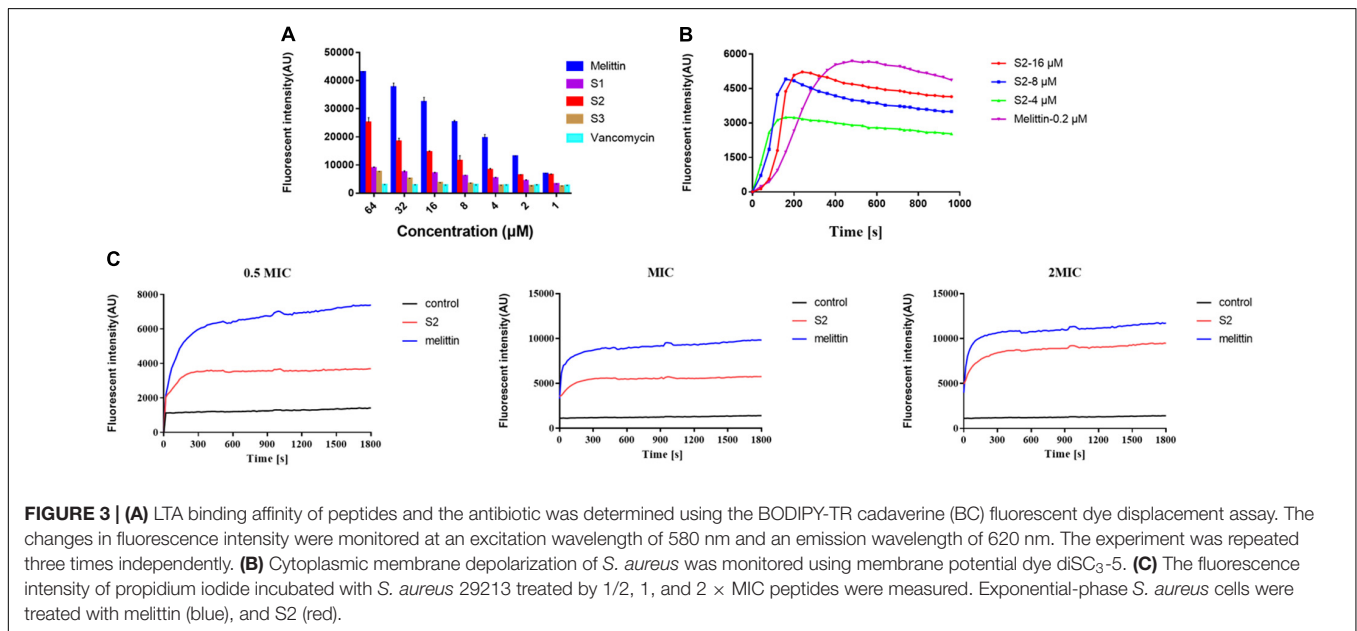 A
Fluorescent intensity(AU)
50000
40000
30000
20000
10000
0
64
32
16
8
4
2
1
Concentration (µM)
Melittin
S1
S2
S3
Vancomycin
B
Fluorescent intensity(AU)
6000
4500
3000
1500
0
0
200
400
600
800
1000
Time [s]
S2-16 µM
S2-8 µM
S2-4 µM
Melittin-0.2 µM
C
0.5 MIC
Fluorescent intensity(AU)
8000
6000
4000
2000
0
0
300
600
900
1200
1500
1800
Time [s]
control
S2
melittin
MIC
Fluorescent intensity(AU)
15000
10000
5000
0
0
300
600
900
1200
1500
1800
Time [s]
control
S2
melittin
2MIC
Fluorescent intensity(AU)
15000
10000
5000
0
0
300
600
900
1200
1500
1800
Time [s]
control
S2
melittin
FIGURE 3 | (A) LTA binding affinity of peptides and the antibiotic was determined using the BODIPY-TR cadaverine (BC) fluorescent dye displacement assay. The
changes in fluorescence intensity were monitored at an excitation wavelength of 580 nm and an emission wavelength of 620 nm. The experiment was repeated
three times independently. (B) Cytoplasmic membrane depolarization of S. aureus was monitored using membrane potential dye diSC₃-5. (C) The fluorescence
intensity of propidium iodide incubated with S. aureus 29213 treated by 1/2, 1, and 2 × MIC peptides were measured. Exponential-phase S. aureus cells were
treated with melittin (blue), and S2 (red).